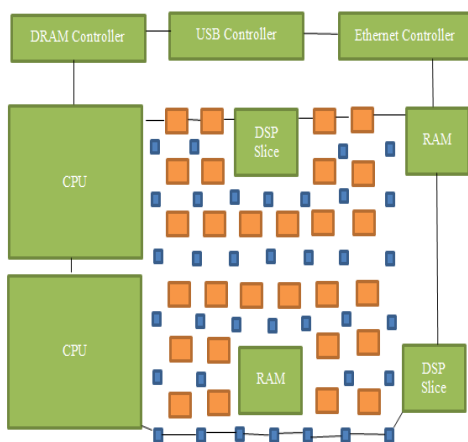 DRAM Controller
USB Controller
Ethernet Controller
CPU
DSP
Slice
RAM
CPU
RAM
DSP
Slice